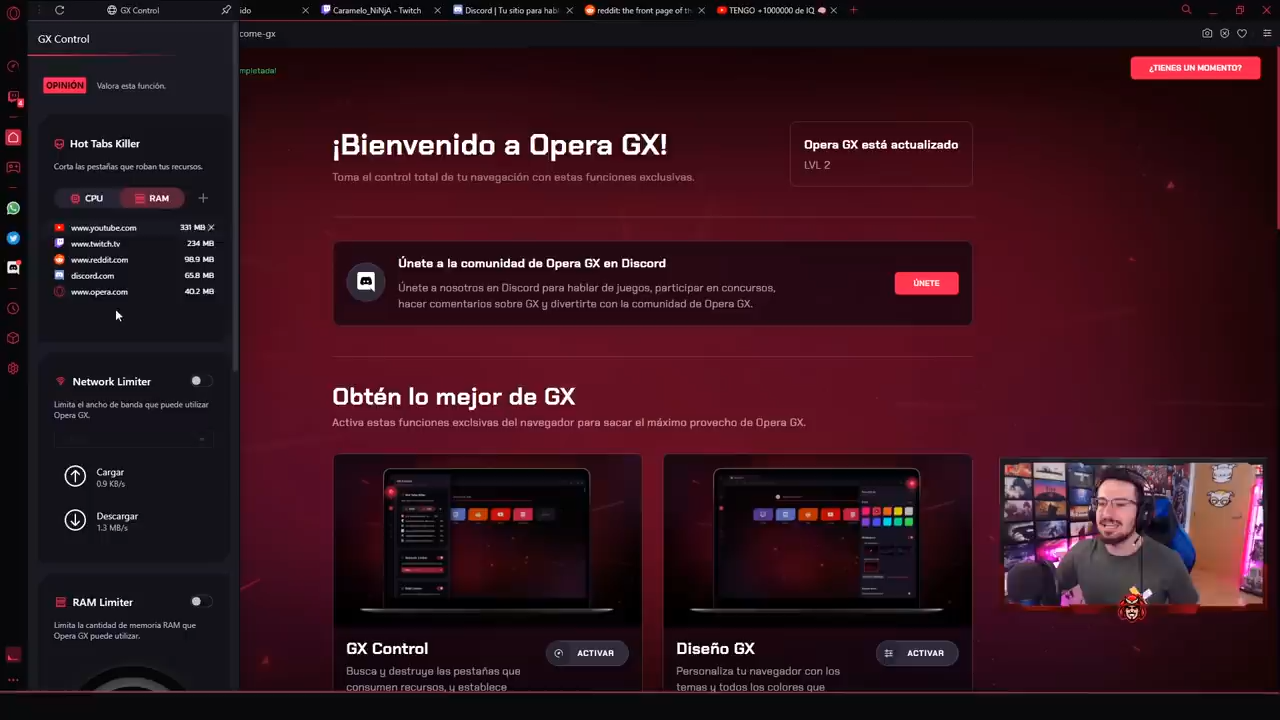 GX Control
ido
Caramelo_NiNjA - Twitch
Discord | Tu sitio para habl
reddit: the front page of th
TENGO +1000000 de IQ
GX Control
come-gx
mpletada!
¿TIENES UN MOMENTO?
OPINIÓN
Valora esta función.
Hot Tabs Killer
Corta las pestañas que roban tus recursos.
CPU
RAM
www.youtube.com 331 MB
www.twitch.tv 234 MB
www.reddit.com 98.9 MB
discord.com 65.8 MB
www.opera.com 40.2 MB
Network Limiter
Limita el ancho de banda que puede utilizar
Opera GX.
Cargar
0.9 KB/s
Descargar
1.3 MB/s
RAM Limiter
Limita la cantidad de memoria RAM que
Opera GX puede utilizar.
¡Bienvenido a Opera GX!
Toma el control total de tu navegación con estas funciones exclusivas.
Opera GX está actualizado
LVL 2
Únete a la comunidad de Opera GX en Discord
Únete a nosotros en Discord para hablar de juegos, participar en concursos,
hacer comentarios sobre GX y divertirte con la comunidad de Opera GX.
ÚNETE
Obtén lo mejor de GX
Activa estas funciones exclsivas del navegador para sacar el máximo provecho de Opera GX.
GX Control
ACTIVAR
Busca y destruye las pestañas que
consumen recursos, y establece
Diseño GX
ACTIVAR
Personaliza tu navegador con los
temas y todos los colores que